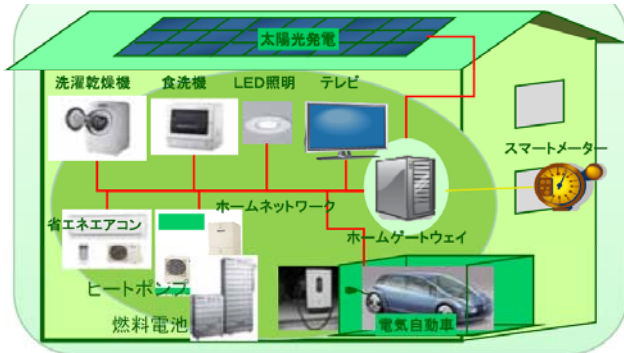 太陽光発電
洗濯乾燥機
食洗機
LED照明
テレビ
スマートメーター
ホームネットワーク
省エネエアコン
ホームゲートウェイ
ヒートポンプ
燃料電池
電気自動車